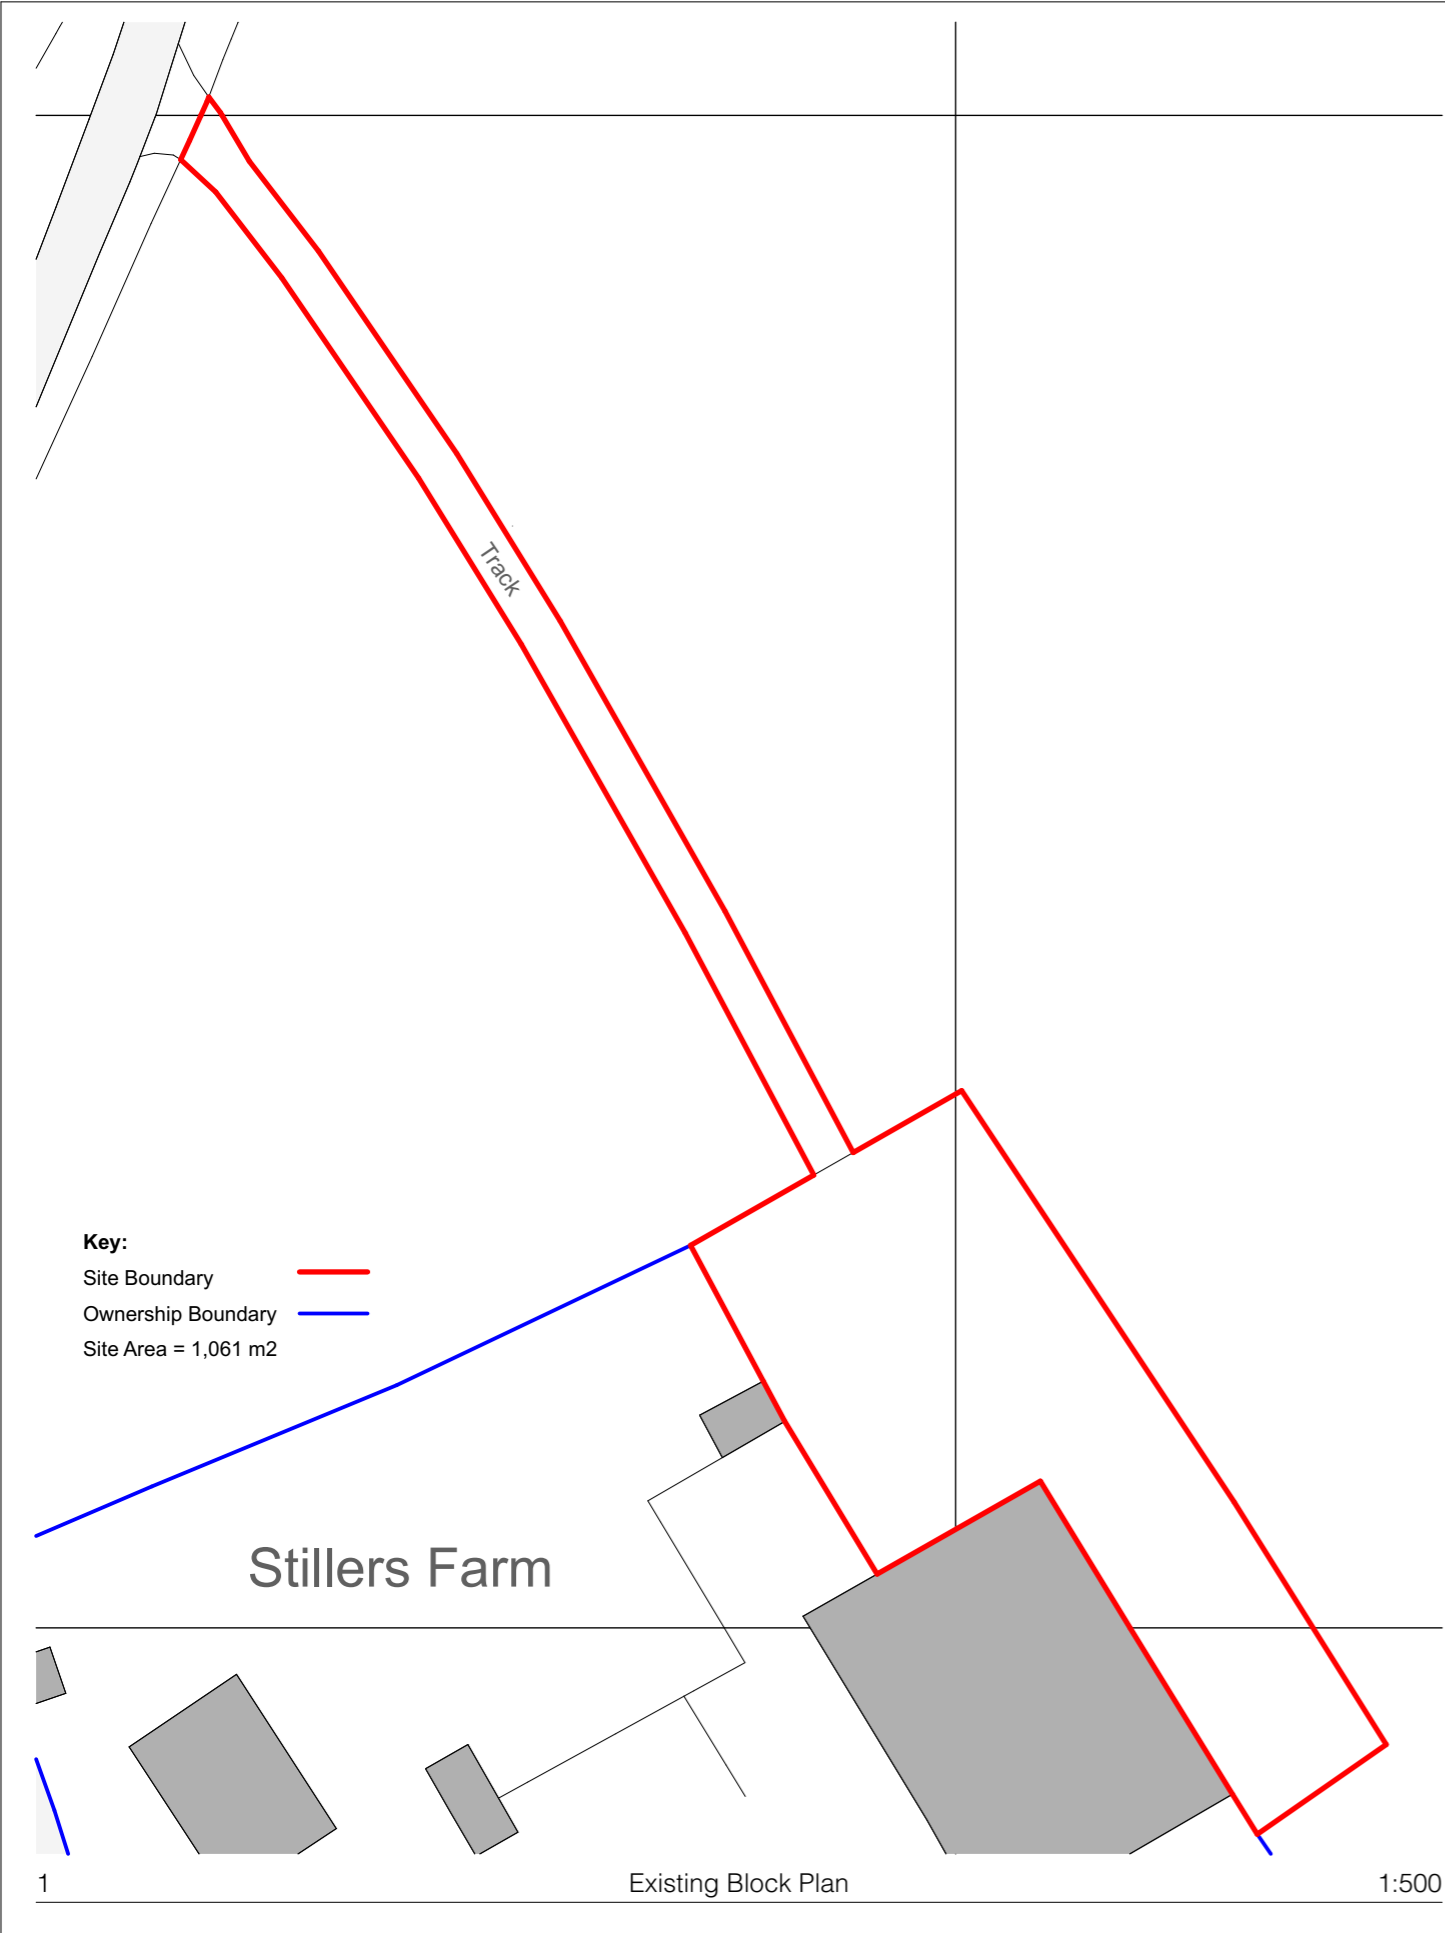 Track
Key:
Site Boundary
Ownership Boundary
Site Area = 1,061 m2
Stillers Farm
1 Existing Block Plan 1:500